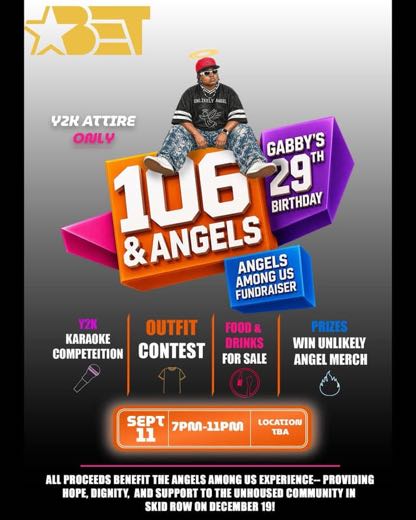 BET
Y2K ATTIRE
ONLY
UNLIKELY ANGEL
GABBY'S
29TH
BIRTHDAY
106
& ANGELS
ANGELS
AMONG US
FUNDRAISER
Y2K
KARAOKE
COMPETEITION
OUTFIT
CONTEST
FOOD &
DRINKS
FOR SALE
PRIZES
WIN UNLIKELY
ANGEL MERCH
SEPT
11
7PM-11PM
LOCATION
TBA
ALL PROCEEDS BENEFIT THE ANGELS AMONG US EXPERIENCE-- PROVIDING
HOPE, DIGNITY, AND SUPPORT TO THE UNHOUSED COMMUNITY IN
SKID ROW ON DECEMBER 19!